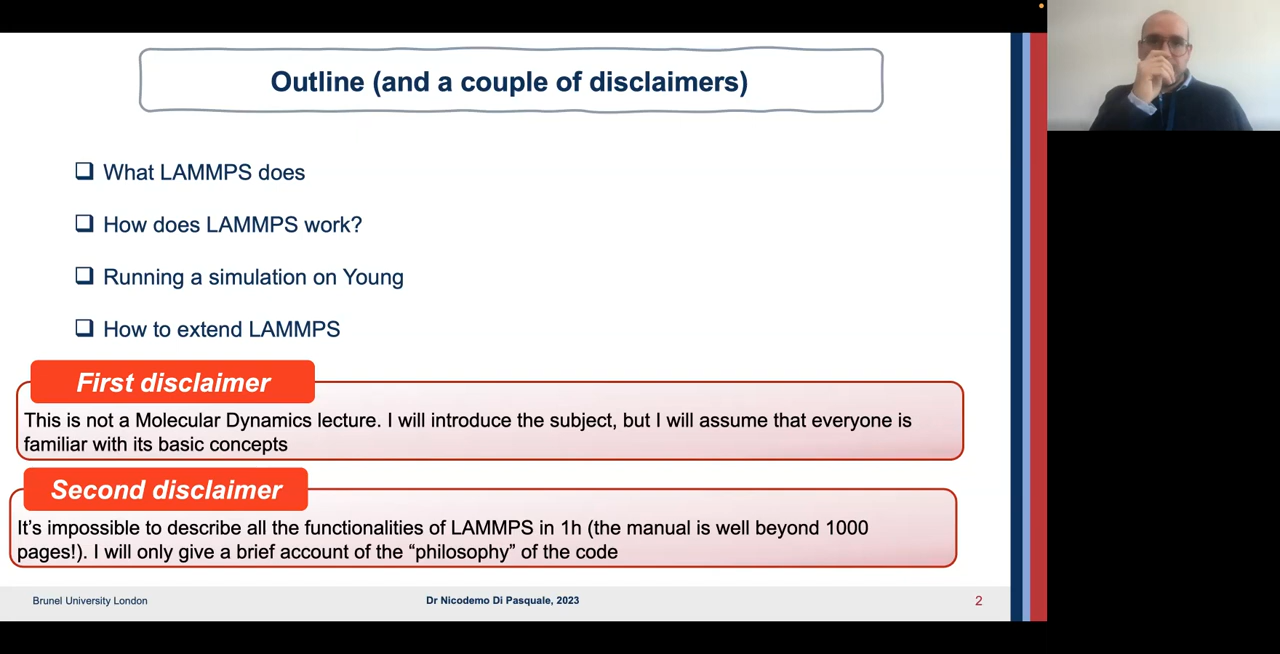 Outline (and a couple of disclaimers)
What LAMMPS does
How does LAMMPS work?
Running a simulation on Young
How to extend LAMMPS
First disclaimer
This is not a Molecular Dynamics lecture. I will introduce the subject, but I will assume that everyone is
familiar with its basic concepts
Second disclaimer
It’s impossible to describe all the functionalities of LAMMPS in 1h (the manual is well beyond 1000
pages!). I will only give a brief account of the “philosophy” of the code
Brunel University London
Dr Nicodemo Di Pasquale, 2023
2